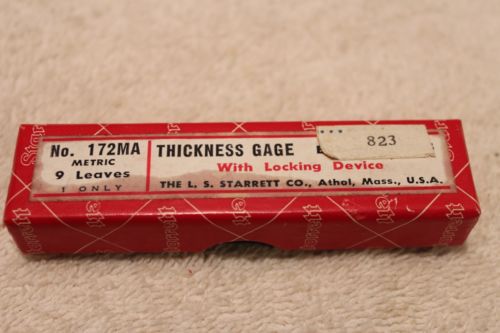 No. 172MA
METRIC
9 Leaves
1 ONLY
THICKNESS GAGE
With Locking Device
THE L. S. STARRETT CO., Athol, Mass., U.S.A.
823